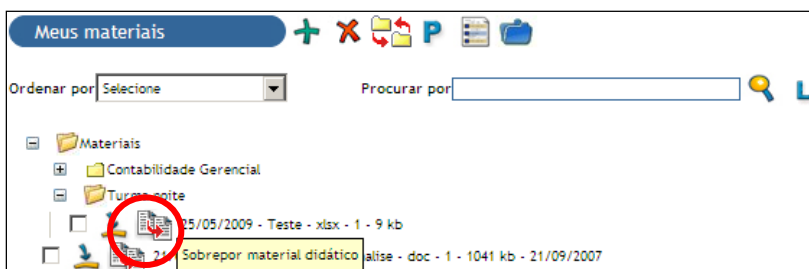 Meus materiais P
Ordenar por Selecione Procurar por L
Materiais
Contabilidade Gerencial
Turma noite
25/05/2009 - Teste - xlsx - 1 - 9 kb
21 Sobrepor material didático alise - doc - 1 - 1041 kb - 21/09/2007